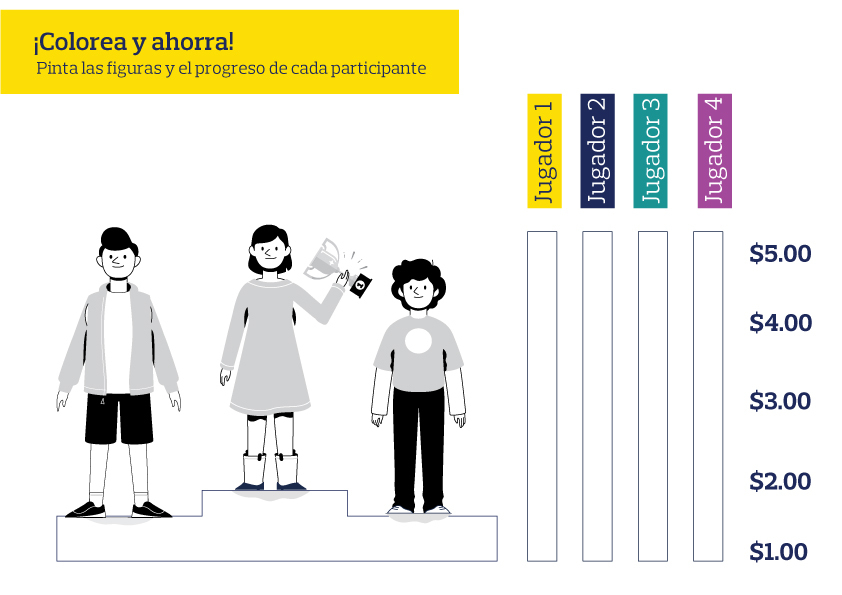 ¡Colorea y ahorra!
Pinta las figuras y el progreso de cada participante
Jugador 1
Jugador 2
Jugador 3
Jugador 4
$5.00
$4.00
$3.00
$2.00
$1.00